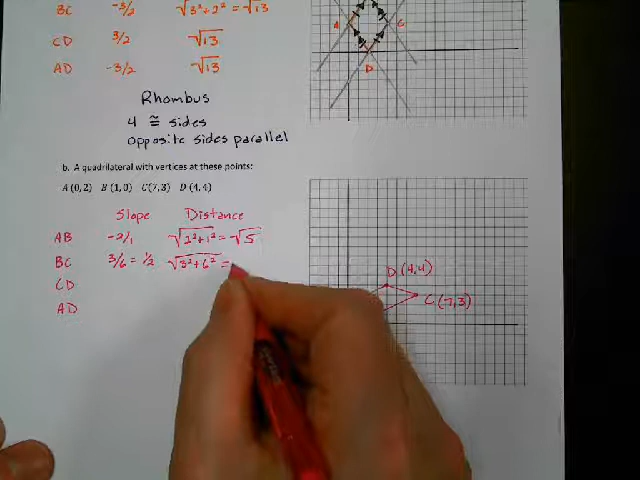 BC -3/2 √3²+2² = √13
CD 3/2 √13
AD -3/2 √13
A C
D
Rhombus
4 ≅ sides
opposite sides parallel
b. A quadrilateral with vertices at these points:
A (0, 2) B (1, 0) C(7, 3) D (4, 4)
Slope Distance
AB -2/1 √2²+1² = √5
BC 3/6 = 1/2 √3²+6² =
CD
AD
D (4,4)
C (7,3)